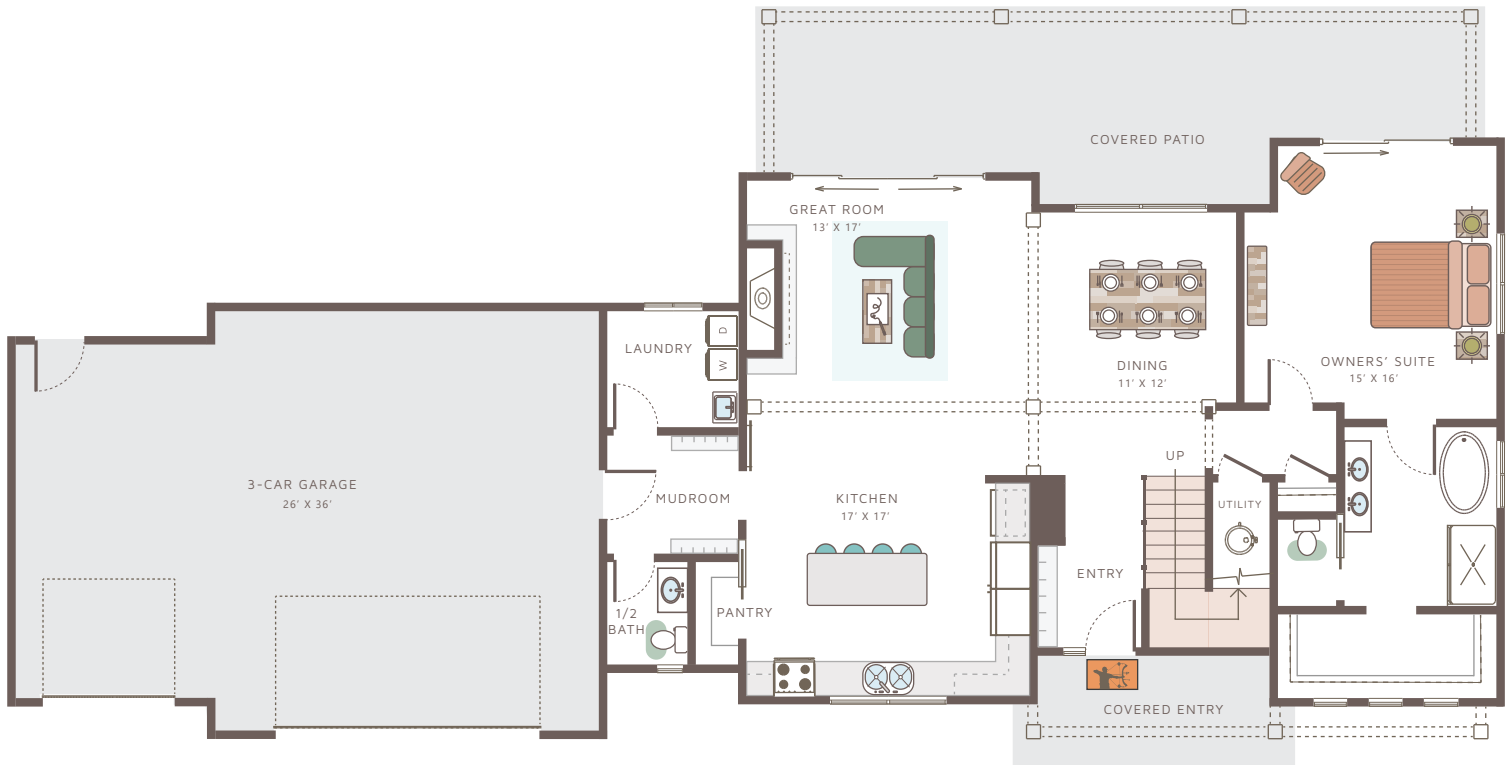 COVERED PATIO
GREAT ROOM
13’ X 17’
D
W
LAUNDRY
DINING
11’ X 12’
OWNERS’ SUITE
15’ X 16’
UP
3-CAR GARAGE
26’ X 36’
MUDROOM
KITCHEN
17’ X 17’
UTILITY
ENTRY
1/2
BATH
PANTRY
COVERED ENTRY